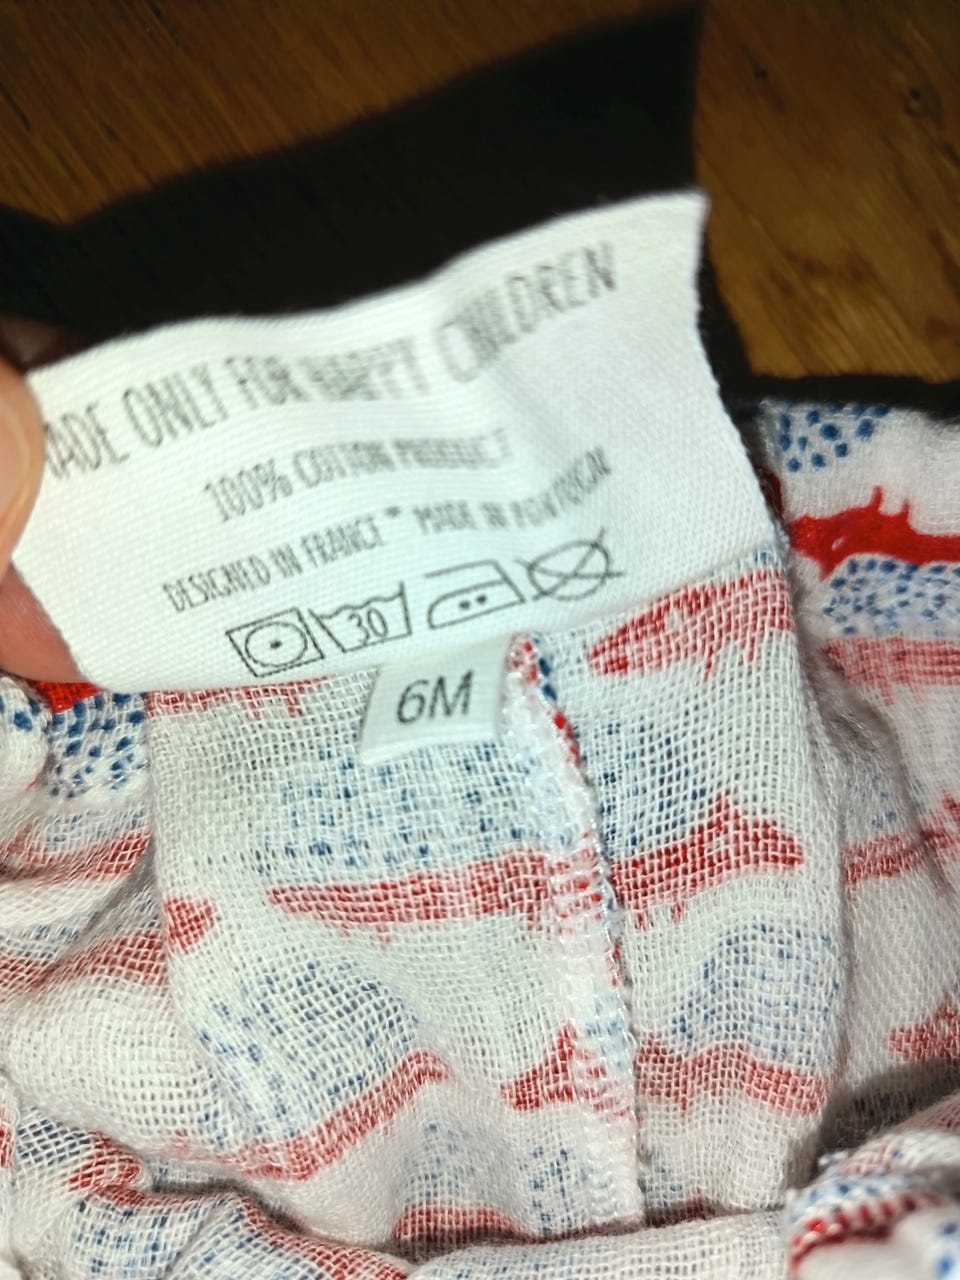 MADE ONLY FOR HAPPY CHILDREN
100% COTTON PRODUCT
DESIGNED IN FRANCE * MADE IN PORTUGAL
30
6M